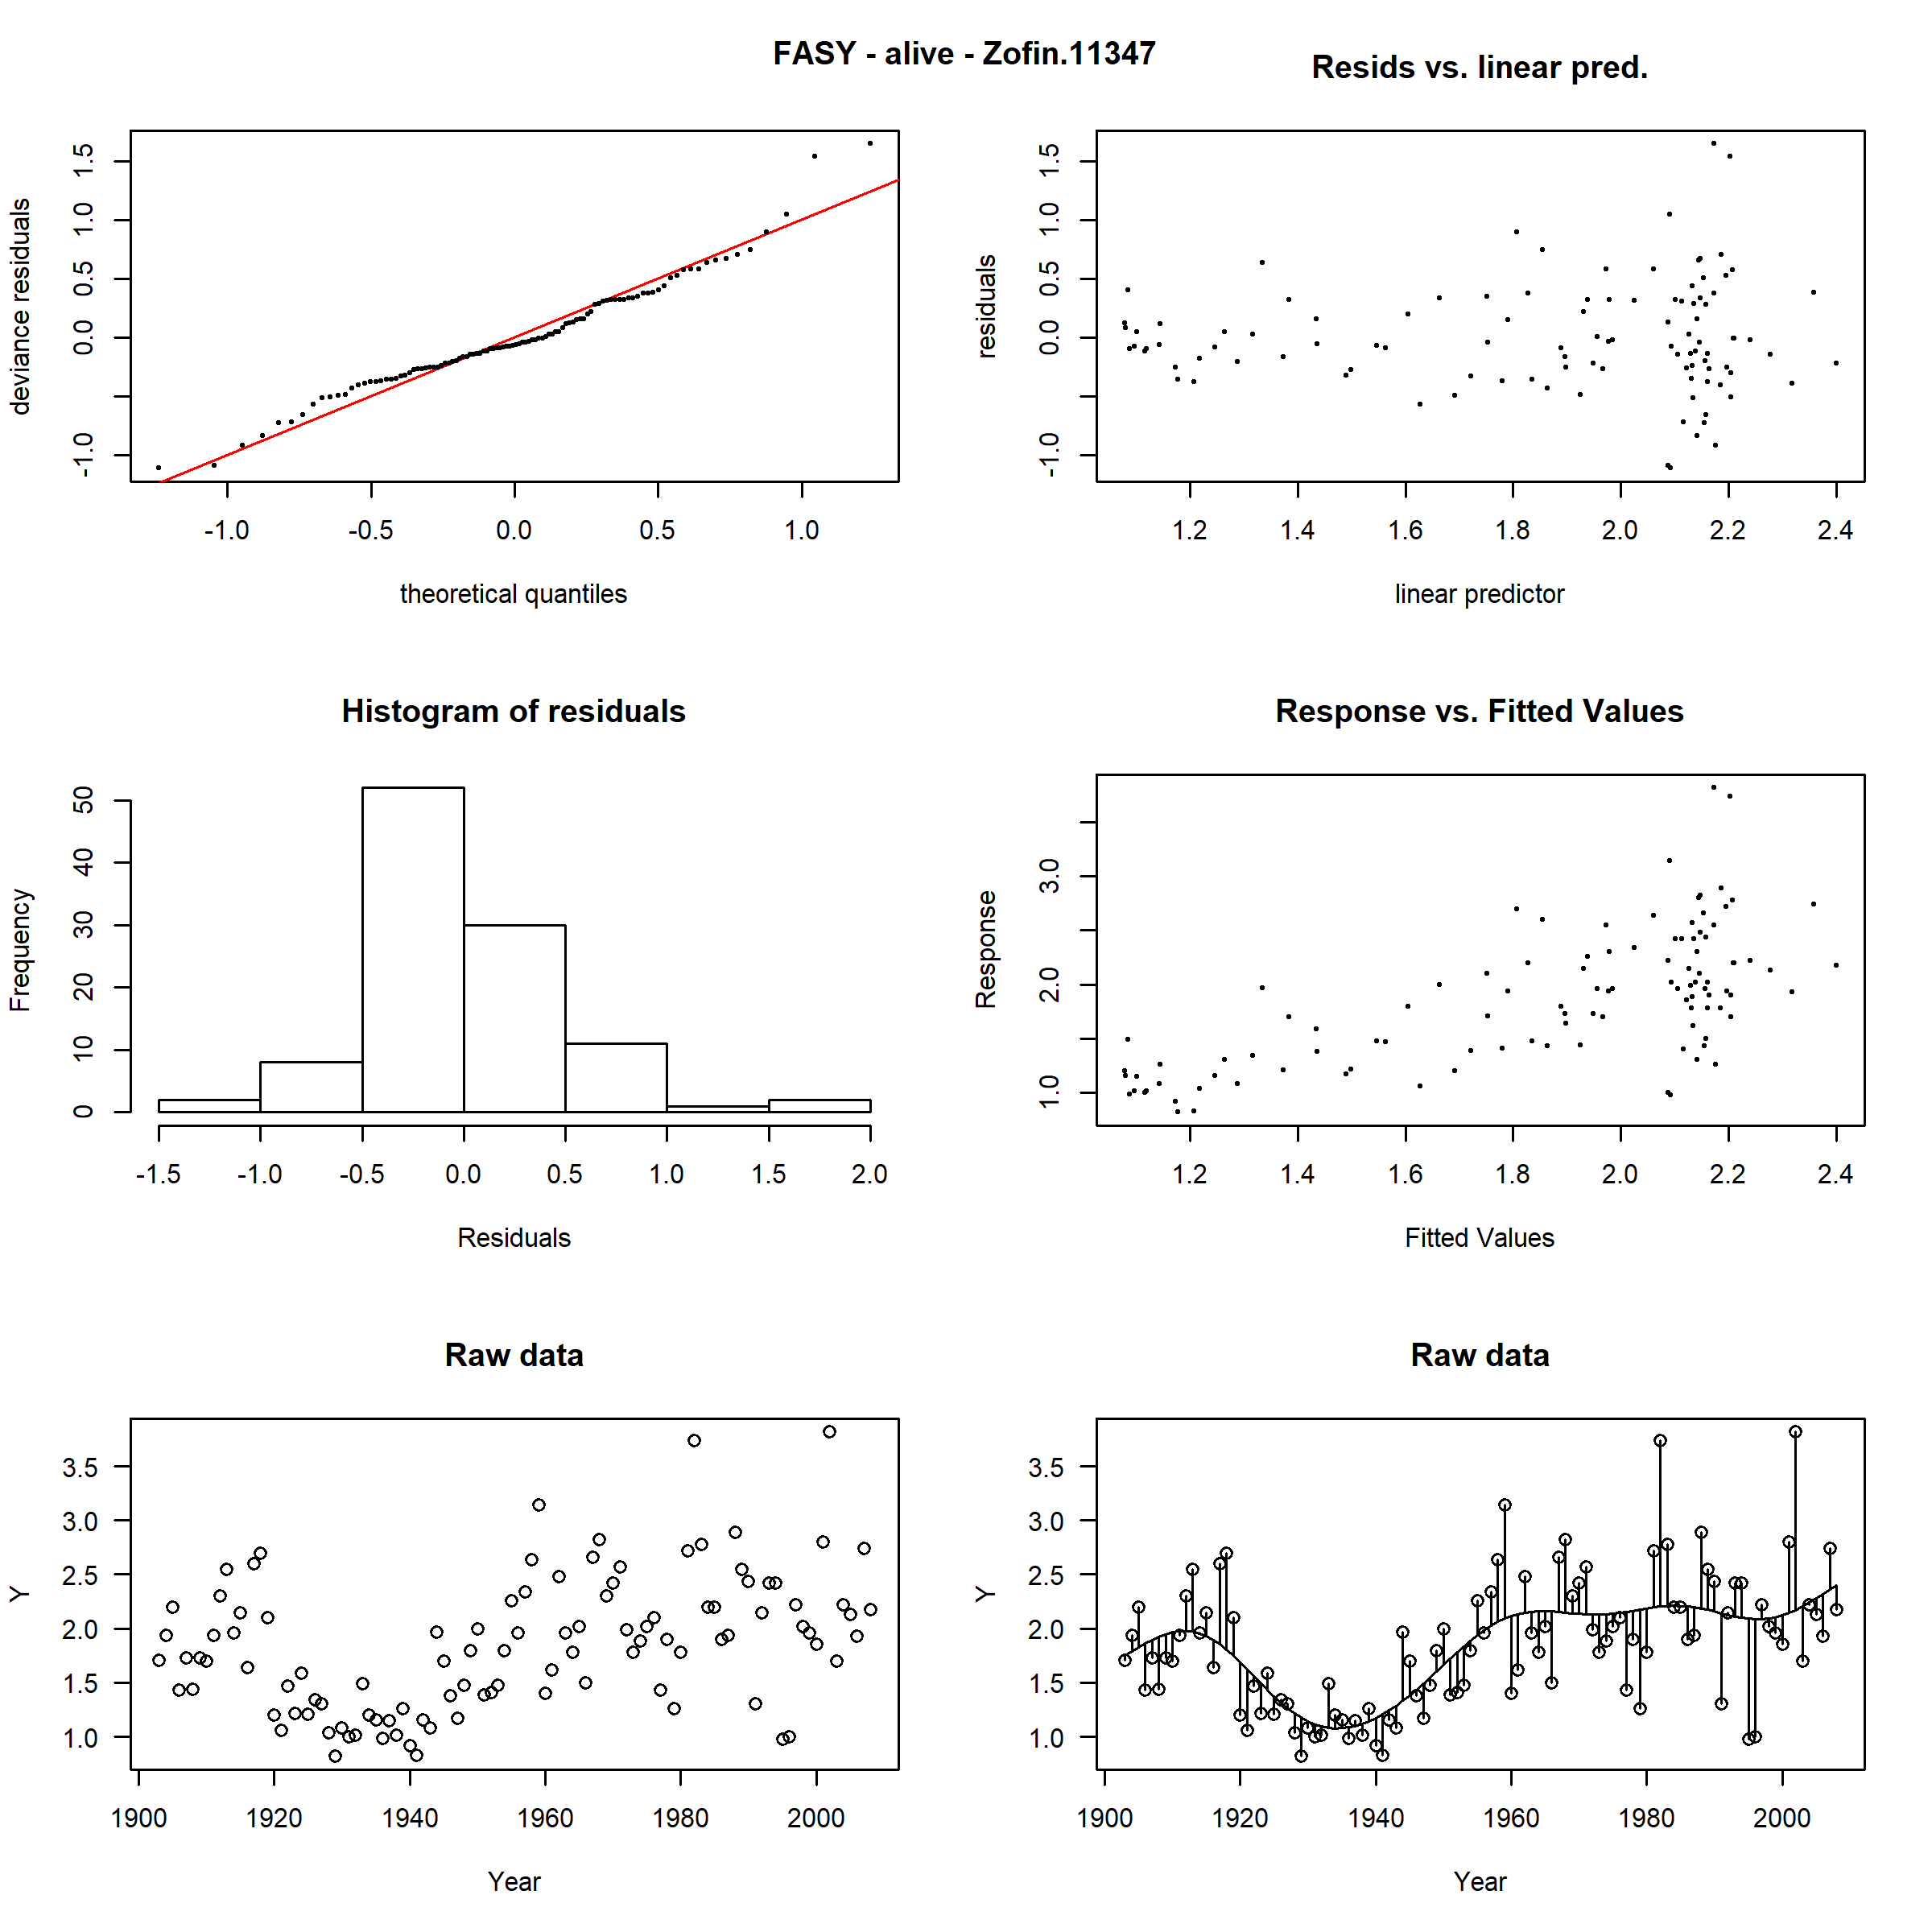 FASY - alive - Zofin.11347
Resids vs. linear pred.
deviance residuals
-1.0 0.0 0.5 1.0 1.5
-1.0 -0.5 0.0 0.5 1.0
theoretical quantiles
residuals
-1.0 0.0 0.5 1.0 1.5
1.2 1.4 1.6 1.8 2.0 2.2 2.4
linear predictor
Histogram of residuals
Frequency
0 10 20 30 40 50
-1.5 -1.0 -0.5 0.0 0.5 1.0 1.5 2.0
Residuals
Response vs. Fitted Values
Response
1.0 2.0 3.0
1.2 1.4 1.6 1.8 2.0 2.2 2.4
Fitted Values
Raw data
Y
3.5
3.0
2.5
2.0
1.5
1.0
1900 1920 1940 1960 1980 2000
Year
Raw data
Y
3.5
3.0
2.5
2.0
1.5
1.0
1900 1920 1940 1960 1980 2000
Year